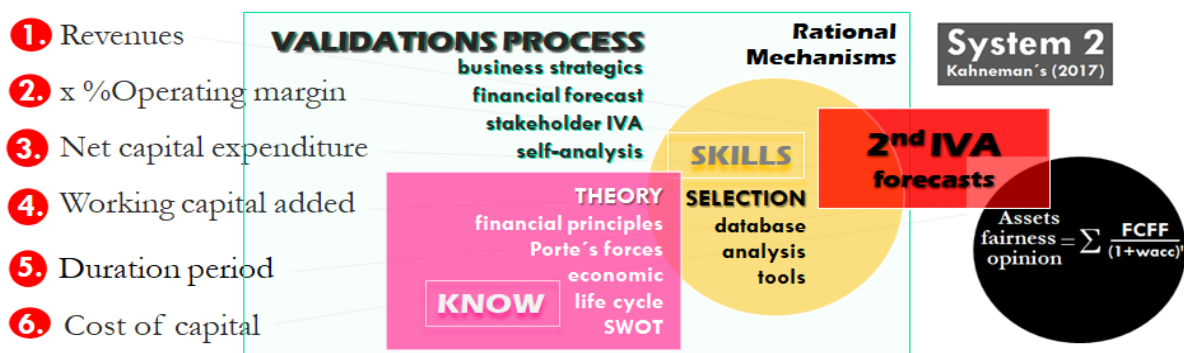 1. Revenues
2. x %Operating margin
3. Net capital expenditure
4. Working capital added
5. Duration period
6. Cost of capital
VALIDATIONS PROCESS
business strategics
financial forecast
stakeholder IVA
self-analysis
Rational
Mechanisms
System 2
Kahneman´s (2017)
SKILLS
2nd IVA
forecasts
THEORY
financial principles
Porte´s forces
economic
life cycle
SWOT
KNOW
SELECTION
database
analysis
tools
Assets
fairness
opinion
= ∑ FCFF
(1+wacc)